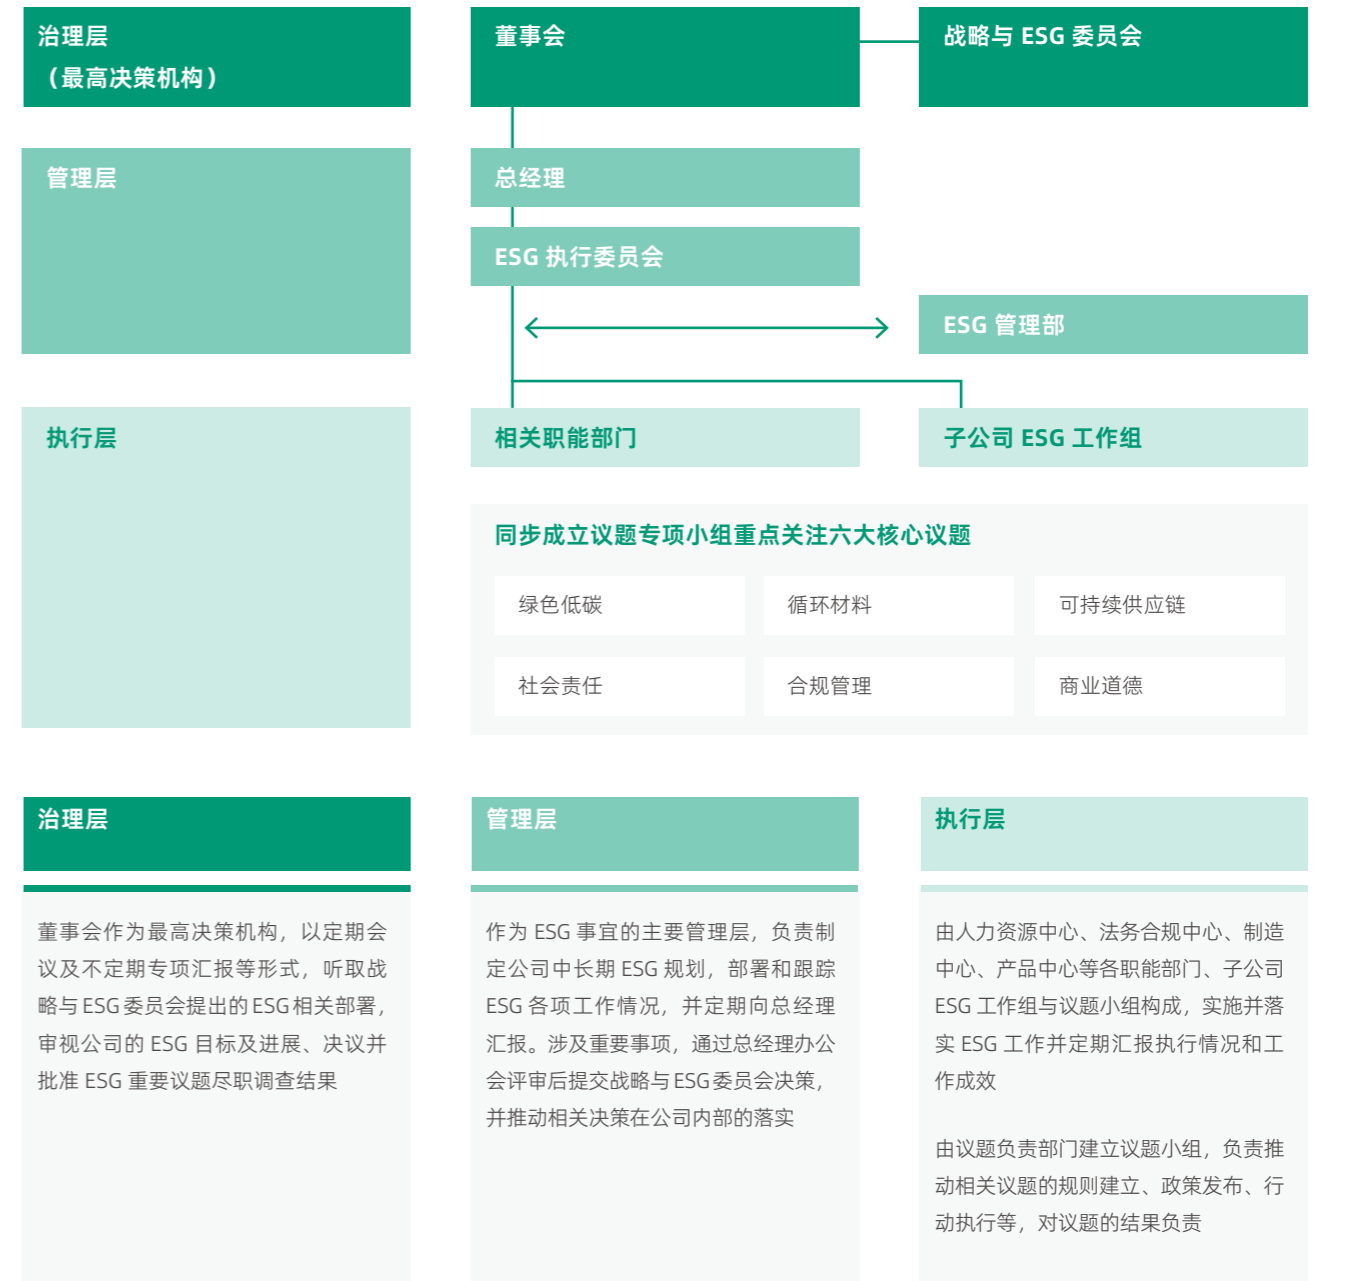 治理层
（最高决策机构）
董事会
战略与 ESG 委员会
管理层
总经理
ESG 执行委员会
ESG 管理部
执行层
相关职能部门
子公司 ESG 工作组
同步成立议题专项小组重点关注六大核心议题
绿色低碳
循环材料
可持续供应链
社会责任
合规管理
商业道德
治理层
董事会作为最高决策机构，以定期会
议及不定期专项汇报等形式，听取战
略与 ESG 委员会提出的 ESG 相关部署，
审视公司的 ESG 目标及进展、决议并
批准 ESG 重要议题尽职调查结果
管理层
作为 ESG 事宜的主要管理层，负责制
定公司中长期 ESG 规划，部署和跟踪
ESG 各项工作情况，并定期向总经理
汇报。涉及重要事项，通过总经理办公
会评审后提交战略与 ESG 委员会决策，
并推动相关决策在公司内部的落实
执行层
由人力资源中心、法务合规中心、制造
中心、产品中心等各职能部门、子公司
ESG 工作组与议题小组构成，实施并落
实 ESG 工作并定期汇报执行情况和工
作成效
由议题负责部门建立议题小组，负责推
动相关议题的规则建立、政策发布、行
动执行等，对议题的结果负责